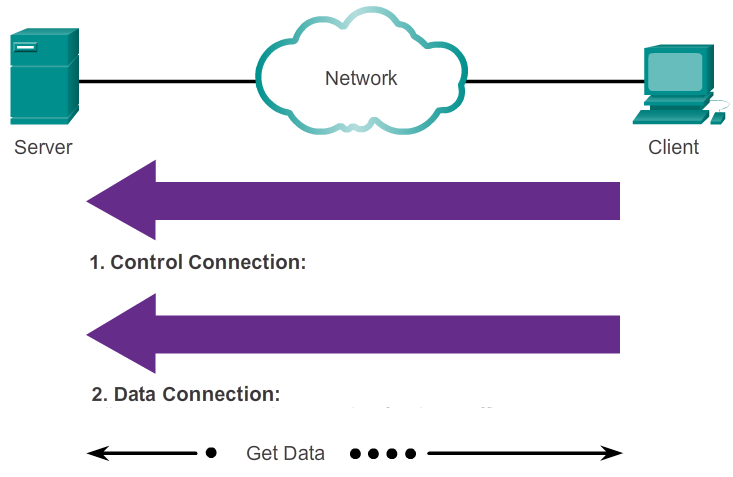 Network
Server
Client
1. Control Connection:
2. Data Connection:
Get Data